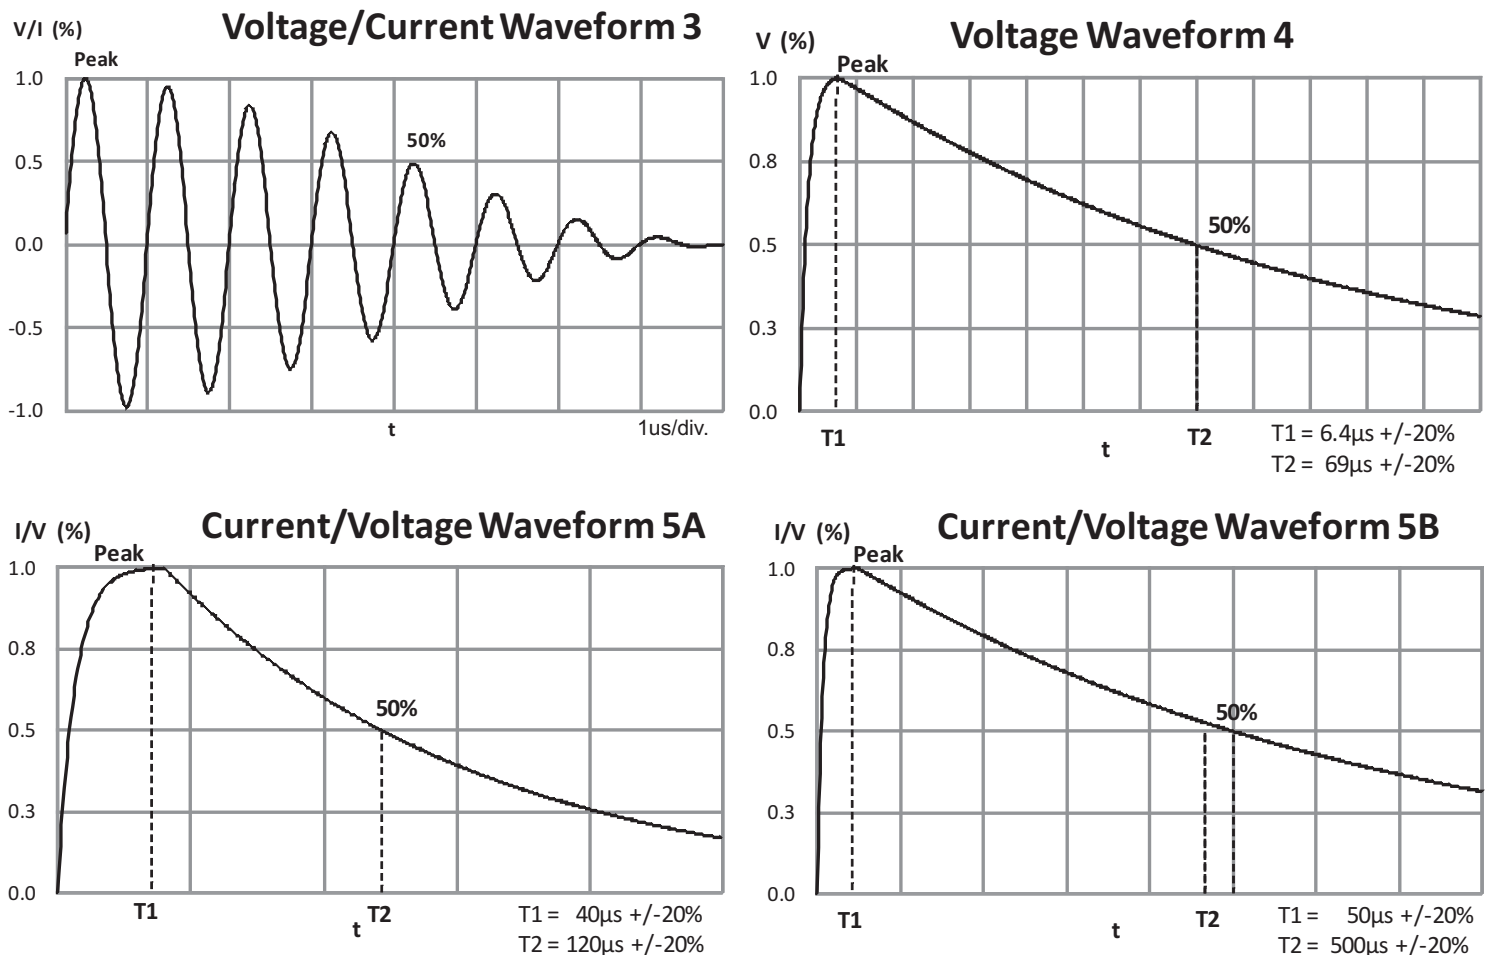 Voltage/Current Waveform 3
V/I (%)
Peak
1.0
0.5
0.0
-0.5
-1.0
50%
t
1us/div.
Voltage Waveform 4
V (%)
Peak
1.0
0.8
0.5
0.3
0.0
50%
T1
T2
t
T1 = 6.4µs +/-20%
T2 = 69µs +/-20%
Current/Voltage Waveform 5A
I/V (%)
Peak
1.0
0.8
0.5
0.3
0.0
50%
T1
T2
t
T1 = 40µs +/-20%
T2 = 120µs +/-20%
Current/Voltage Waveform 5B
I/V (%)
Peak
1.0
0.8
0.5
0.3
0.0
50%
T1
T2
t
T1 = 50µs +/-20%
T2 = 500µs +/-20%